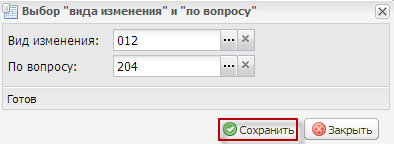 Выбор "вида изменения" и "по вопросу"
Вид изменения: 012 ...
По вопросу: 204 ...
Готов
Сохранить Закрыть